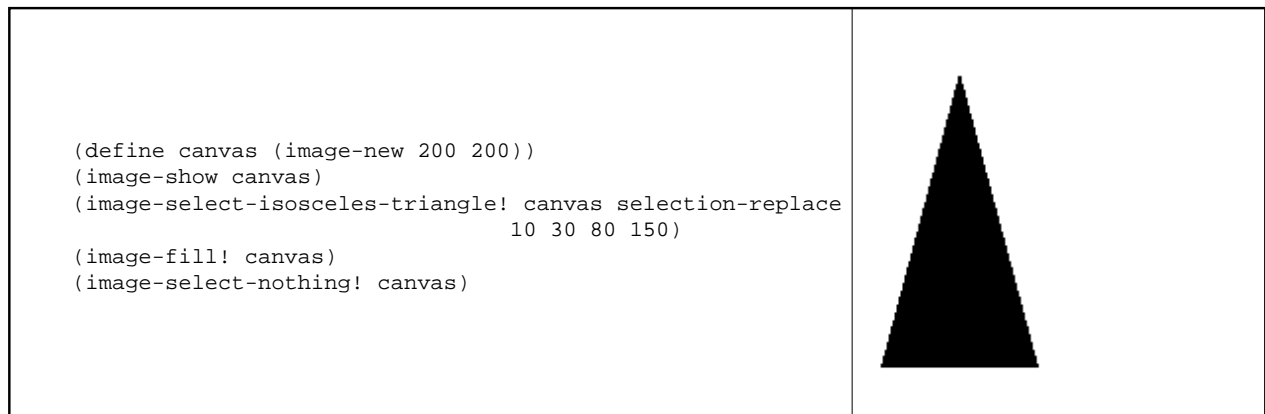 (define canvas (image-new 200 200))
(image-show canvas)
(image-select-isosceles-triangle! canvas selection-replace
10 30 80 150)
(image-fill! canvas)
(image-select-nothing! canvas)